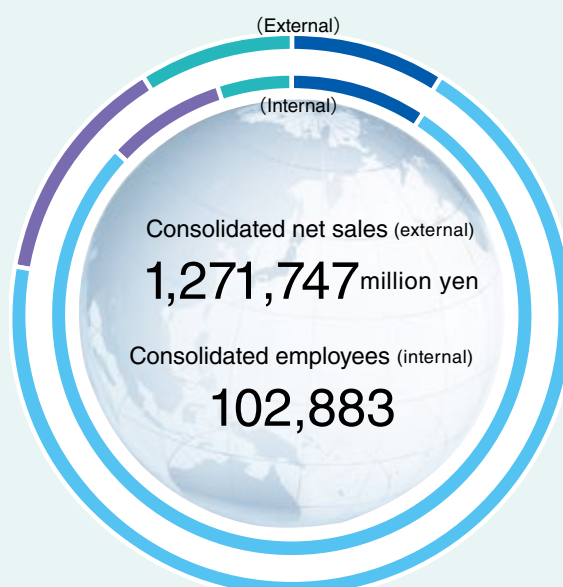 (External)
(Internal)
Consolidated net sales (external)
1,271,747 million yen
Consolidated employees (internal)
102,883